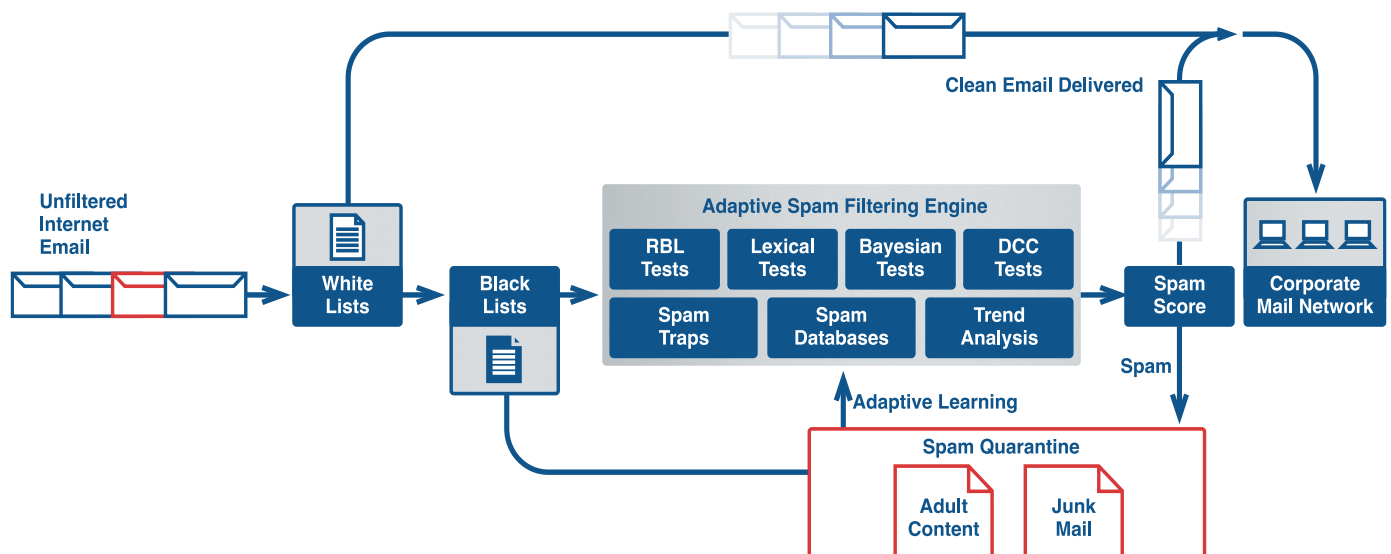 Clean Email Delivered
Unfiltered
Internet
Email
White
Lists
Black
Lists
Adaptive Spam Filtering Engine
RBL
Tests
Lexical
Tests
Bayesian
Tests
DCC
Tests
Spam
Traps
Spam
Databases
Trend
Analysis
Spam
Score
Corporate
Mail Network
Spam
Adaptive Learning
Spam Quarantine
Adult
Content
Junk
Mail